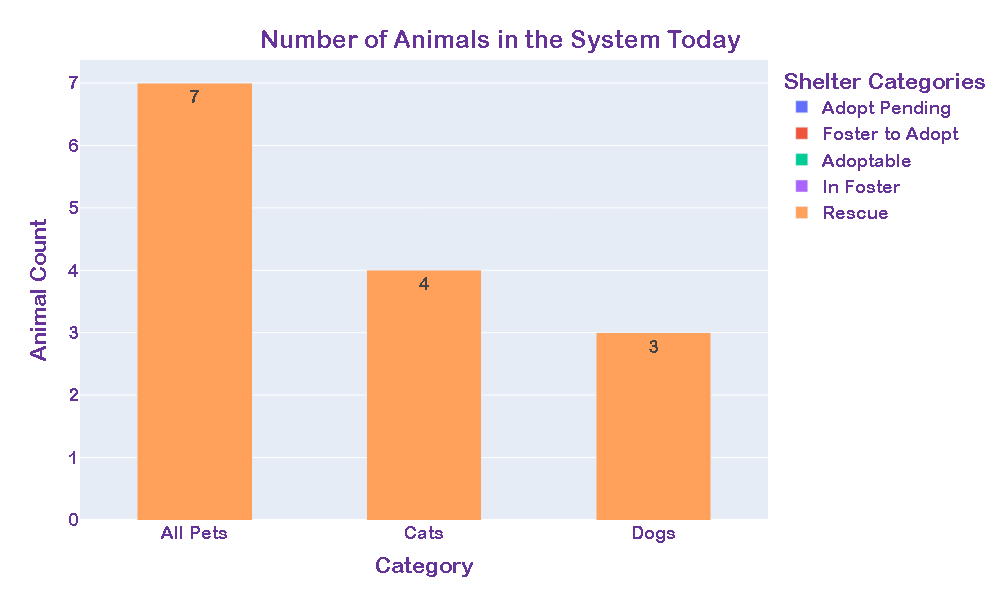 Number of Animals in the System Today
Shelter Categories
Adopt Pending
Foster to Adopt
Adoptable
In Foster
Rescue
Animal Count
7
6
5
4
3
2
1
0
7
4
3
All Pets
Cats
Dogs
Category